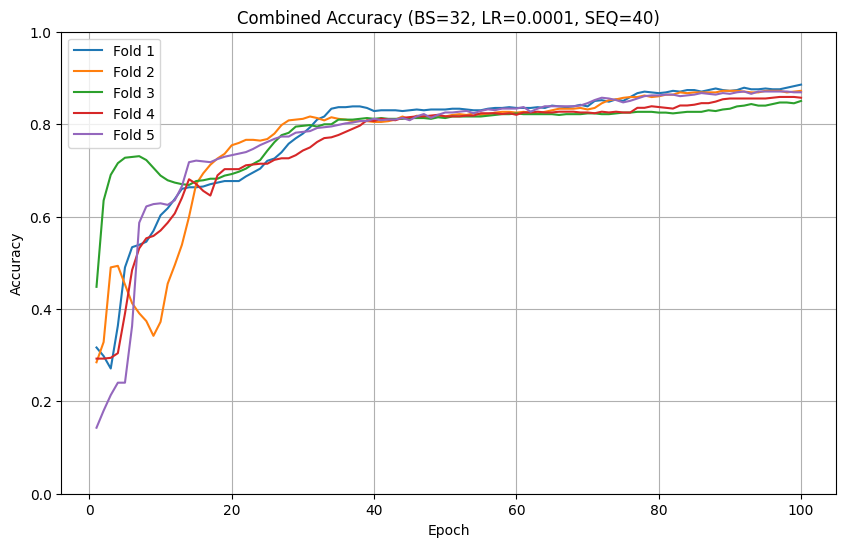 Combined Accuracy (BS=32, LR=0.0001, SEQ=40)
Fold 1
Fold 2
Fold 3
Fold 4
Fold 5
Accuracy
1.0
0.8
0.6
0.4
0.2
0.0
0
20
40
60
80
100
Epoch